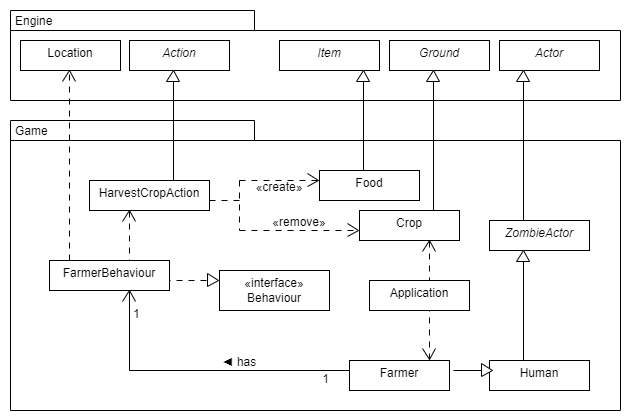 Engine
Location
Action
Item
Ground
Actor
Game
HarvestCropAction
«create»
Food
«remove»
Crop
ZombieActor
FarmerBehaviour
«interface»
Behaviour
Application
1
◄ has
1
Farmer
Human